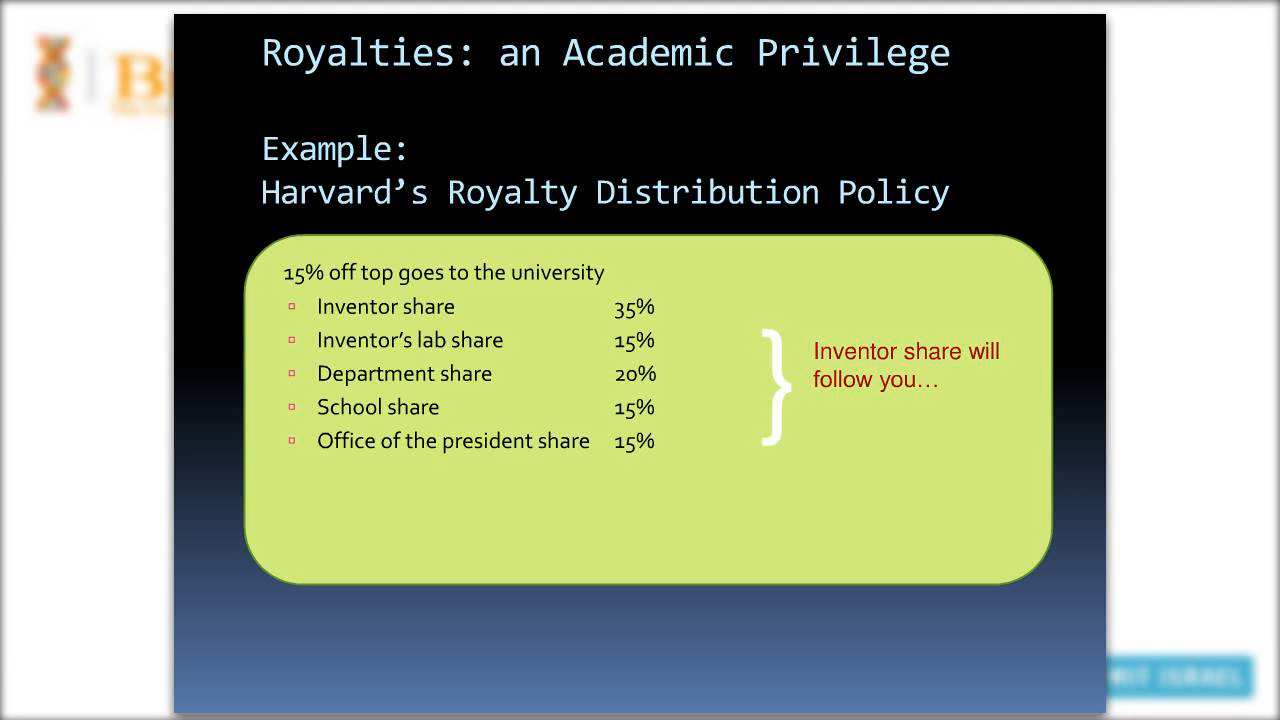 Royalties: an Academic Privilege
Example:
Harvard’s Royalty Distribution Policy
15% off top goes to the university
Inventor share 35%
Inventor’s lab share 15%
Department share 20%
School share 15%
Office of the president share 15%
}
Inventor share will
follow you…